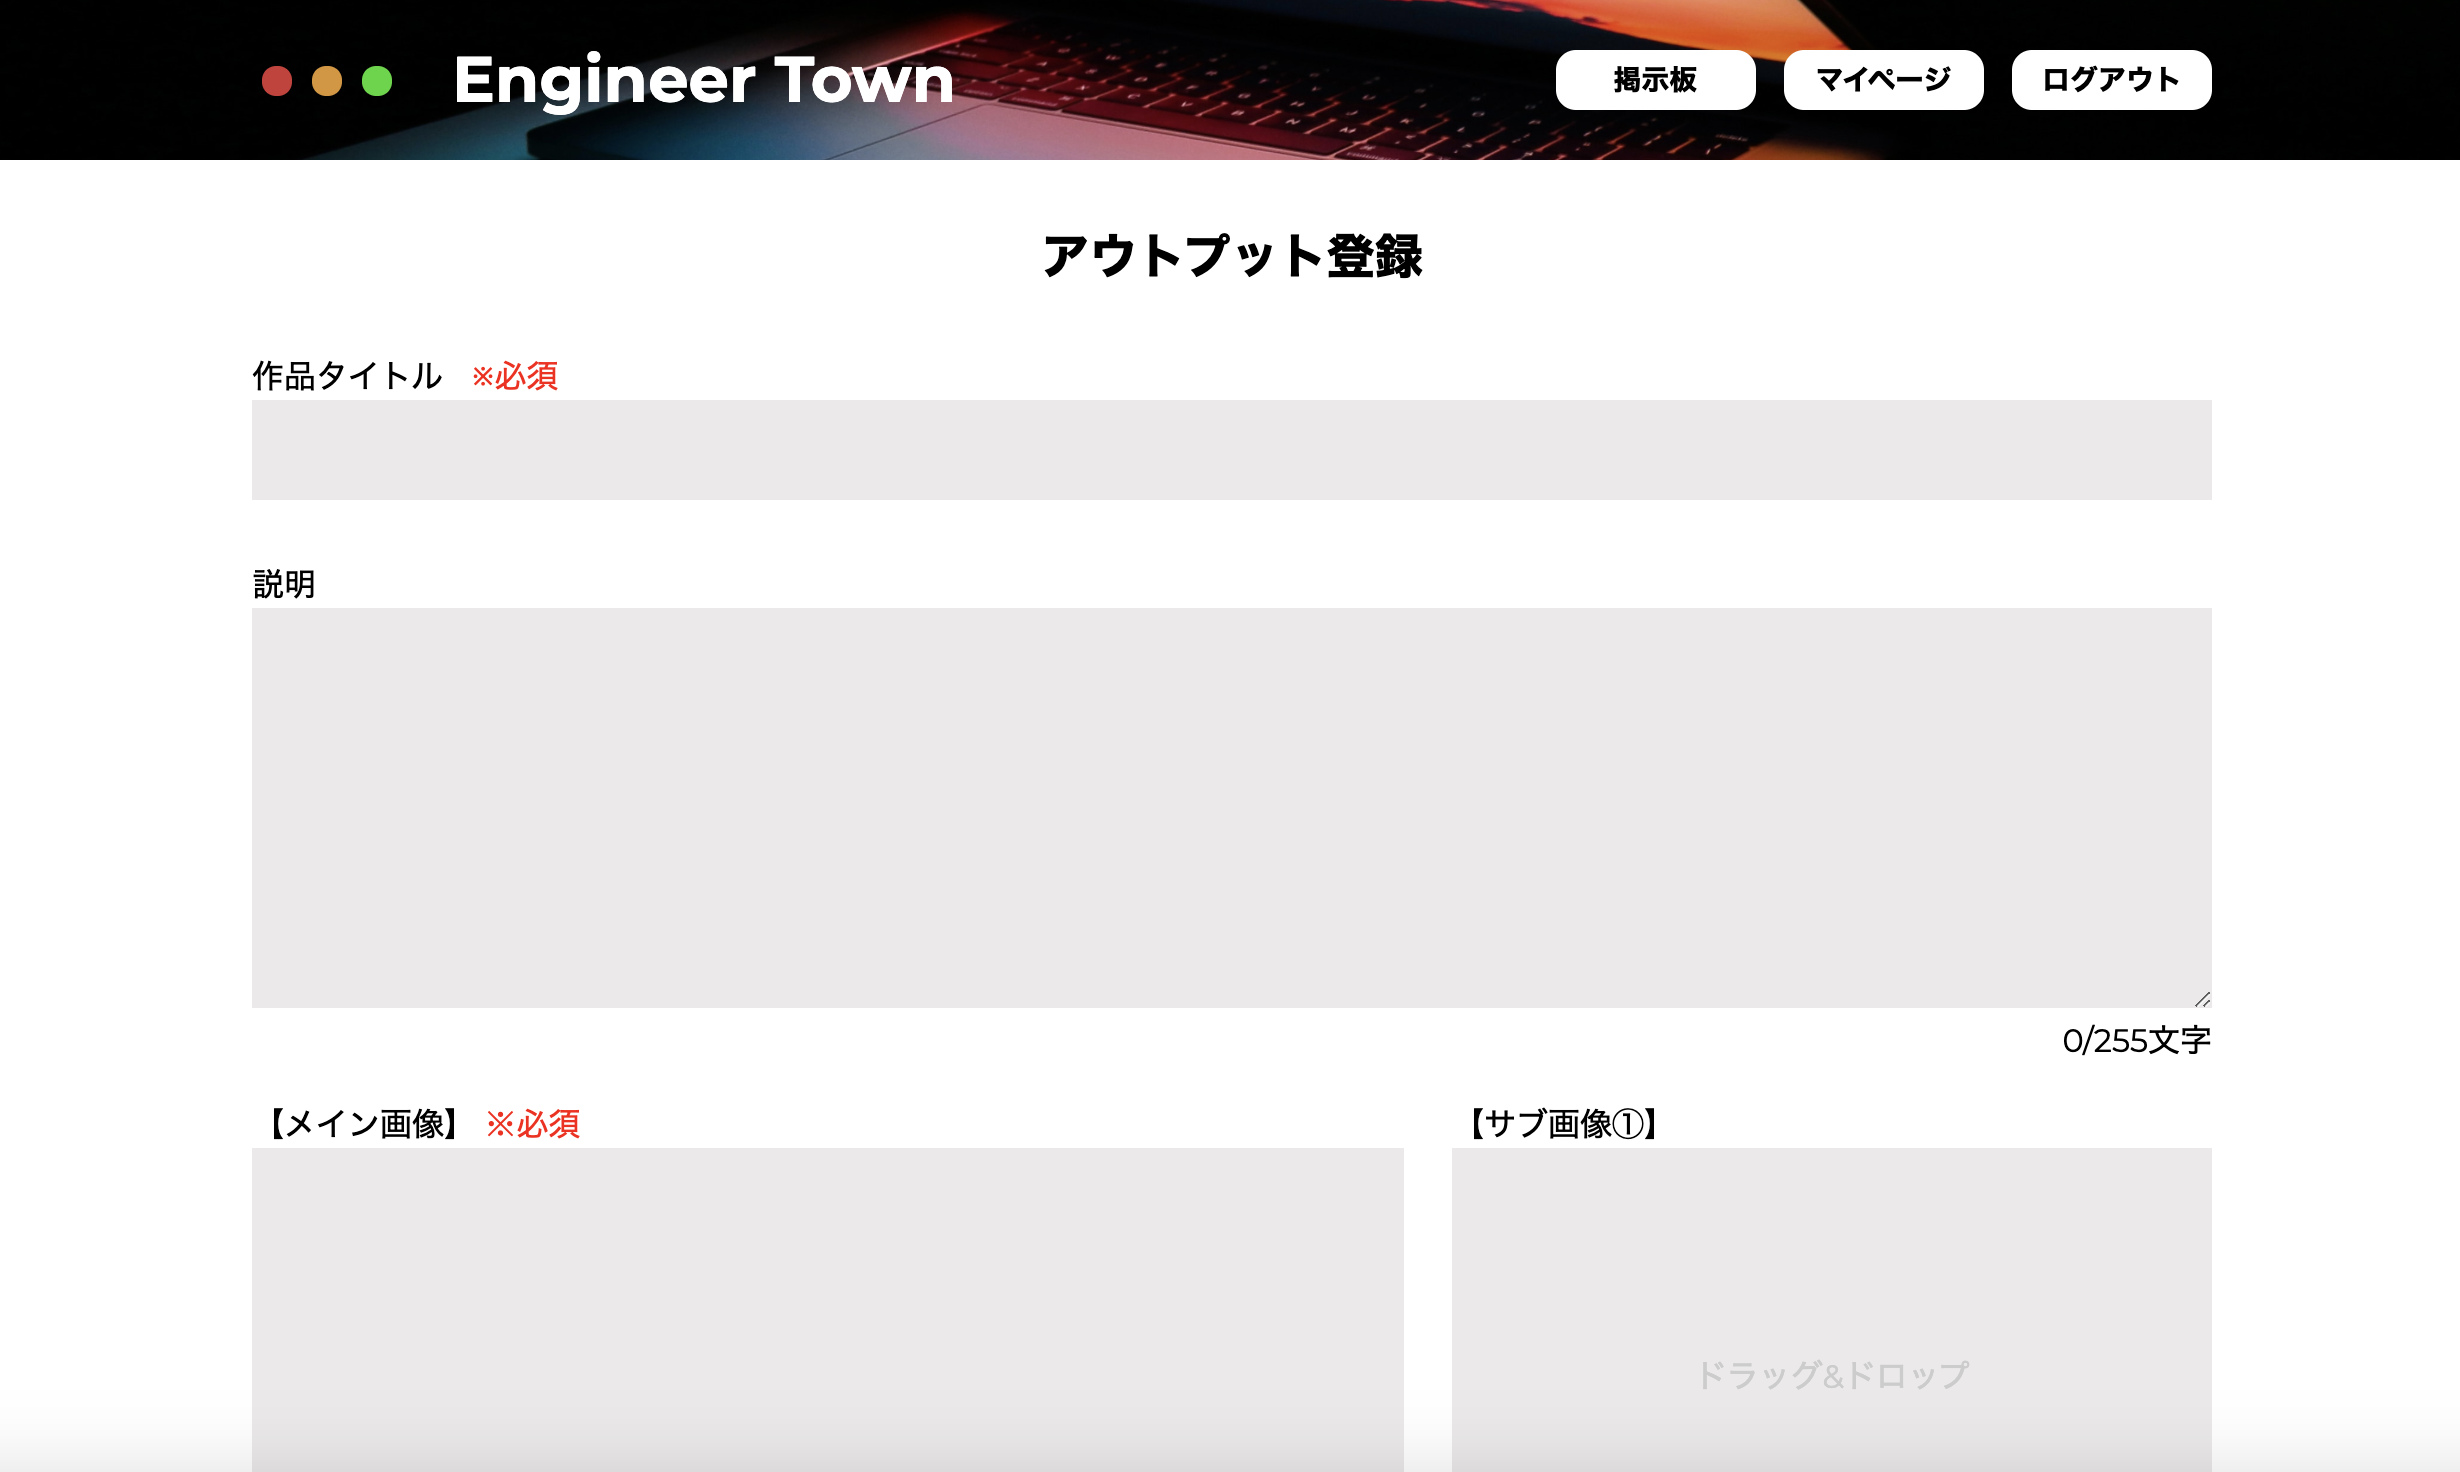 Engineer Town
掲示板
マイページ
ログアウト
アウトプット登録
作品タイトル ※必須
説明
0/255文字
【メイン画像】 ※必須
【サブ画像①】
ドラッグ&ドロップ